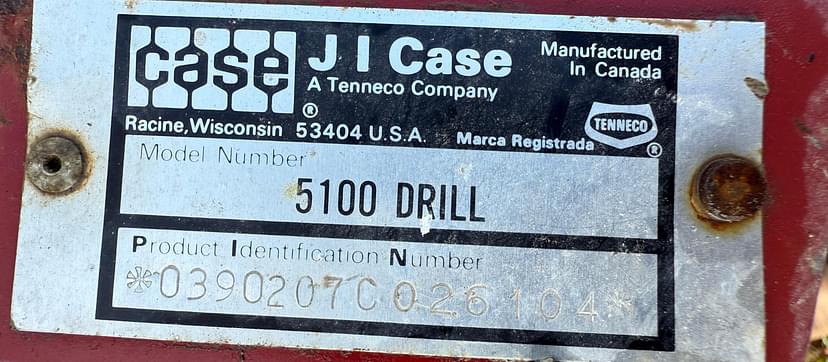 case
J I Case
A Tenneco Company
Manufactured
In Canada
®
Racine, Wisconsin 53404 U.S.A.
Marca Registrada
TENNECO
®
Model Number
5100 DRILL
Product Identification Number
*0390207C026104*